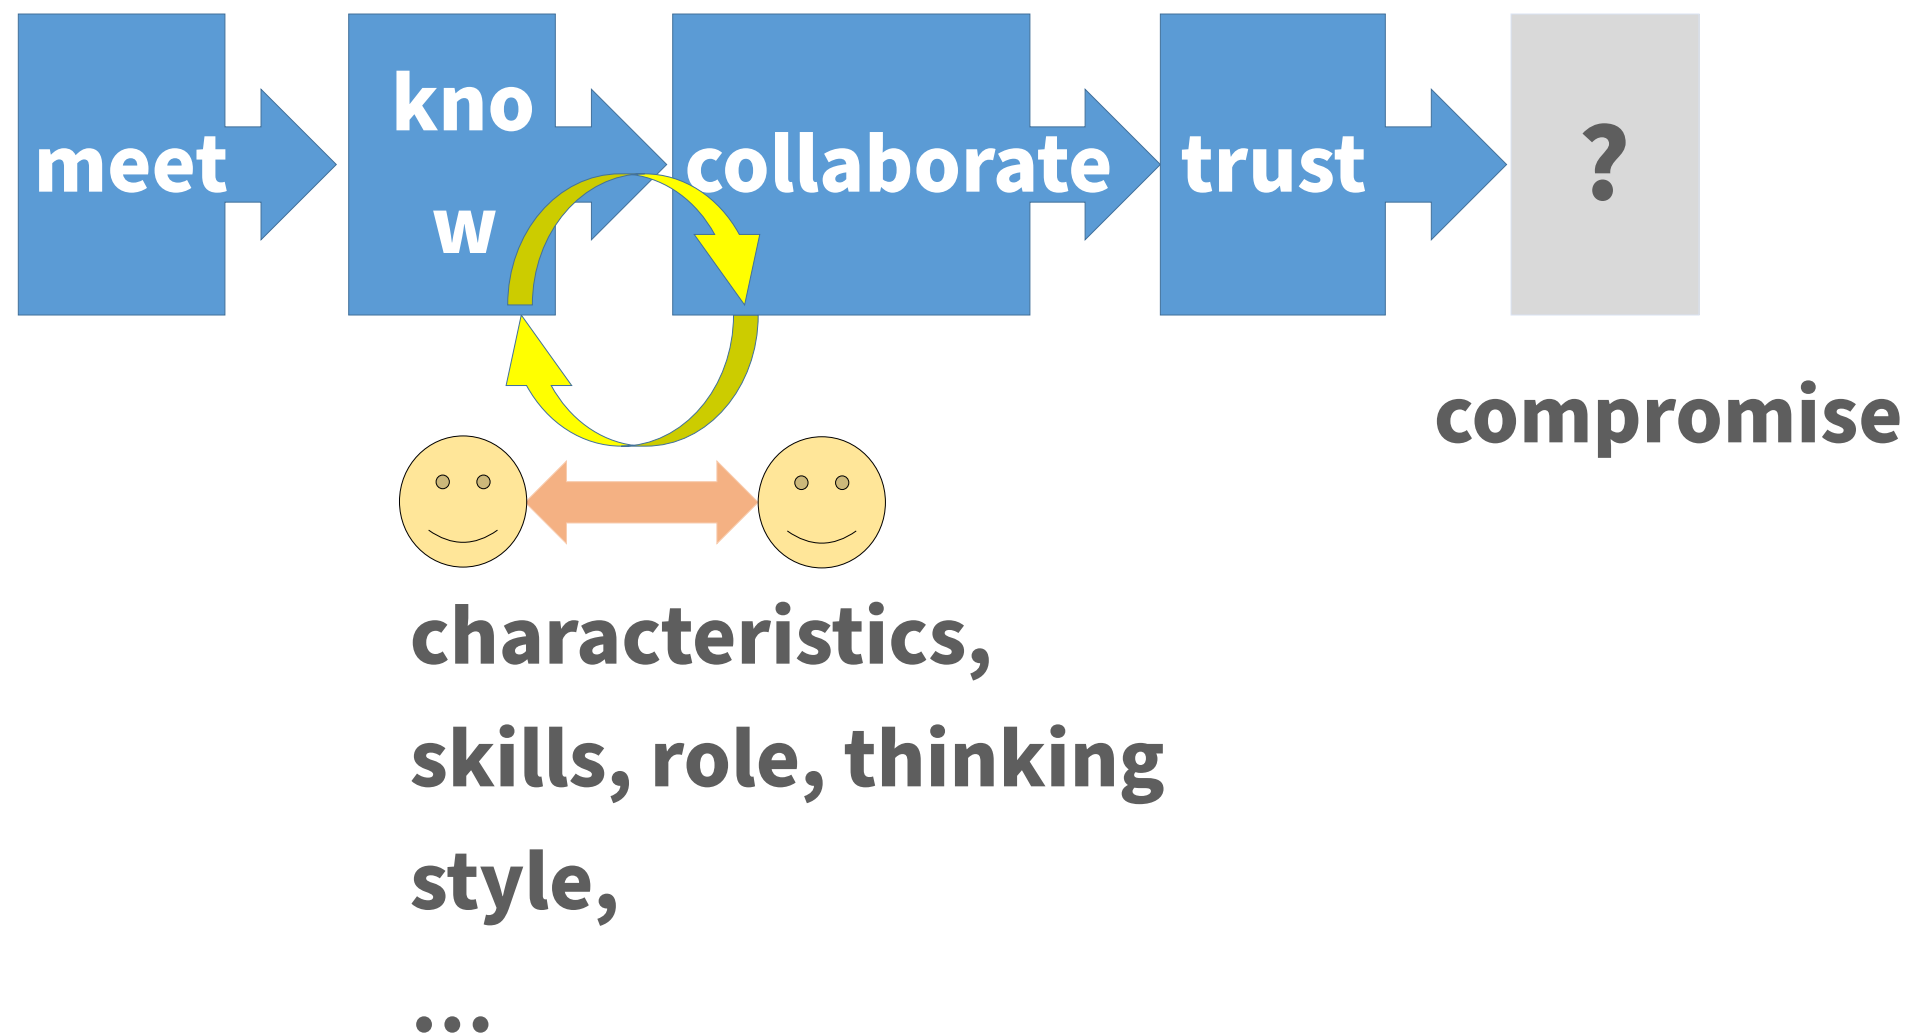 meet
kno
w
collaborate
trust
?
compromise
characteristics,
skills, role, thinking
style,
...